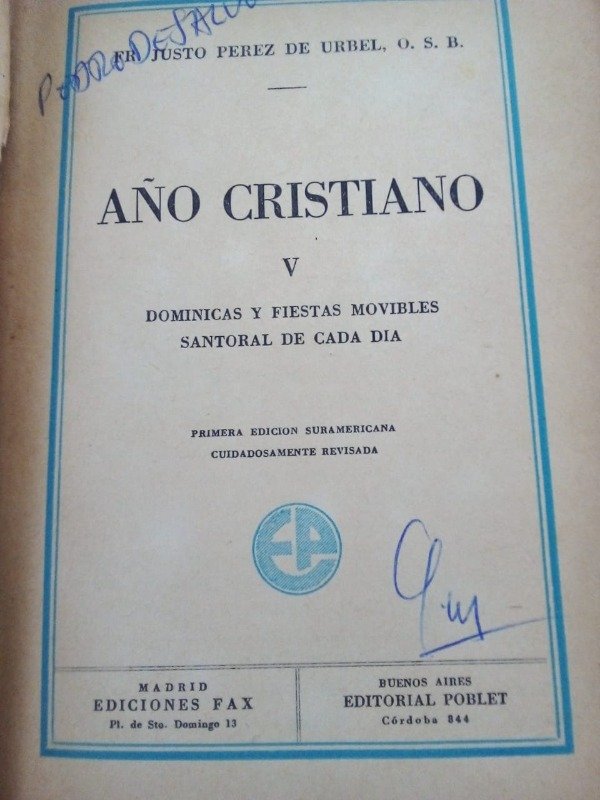 FR. JUSTO PEREZ DE URBEL, O. S. B.
AÑO CRISTIANO
V
DOMINICAS Y FIESTAS MOVIBLES
SANTORAL DE CADA DIA
PRIMERA EDICION SURAMERICANA
CUIDADOSAMENTE REVISADA
EP
MADRID
EDICIONES FAX
Pl. de Sto. Domingo 13
BUENOS AIRES
EDITORIAL POBLET
Córdoba 844